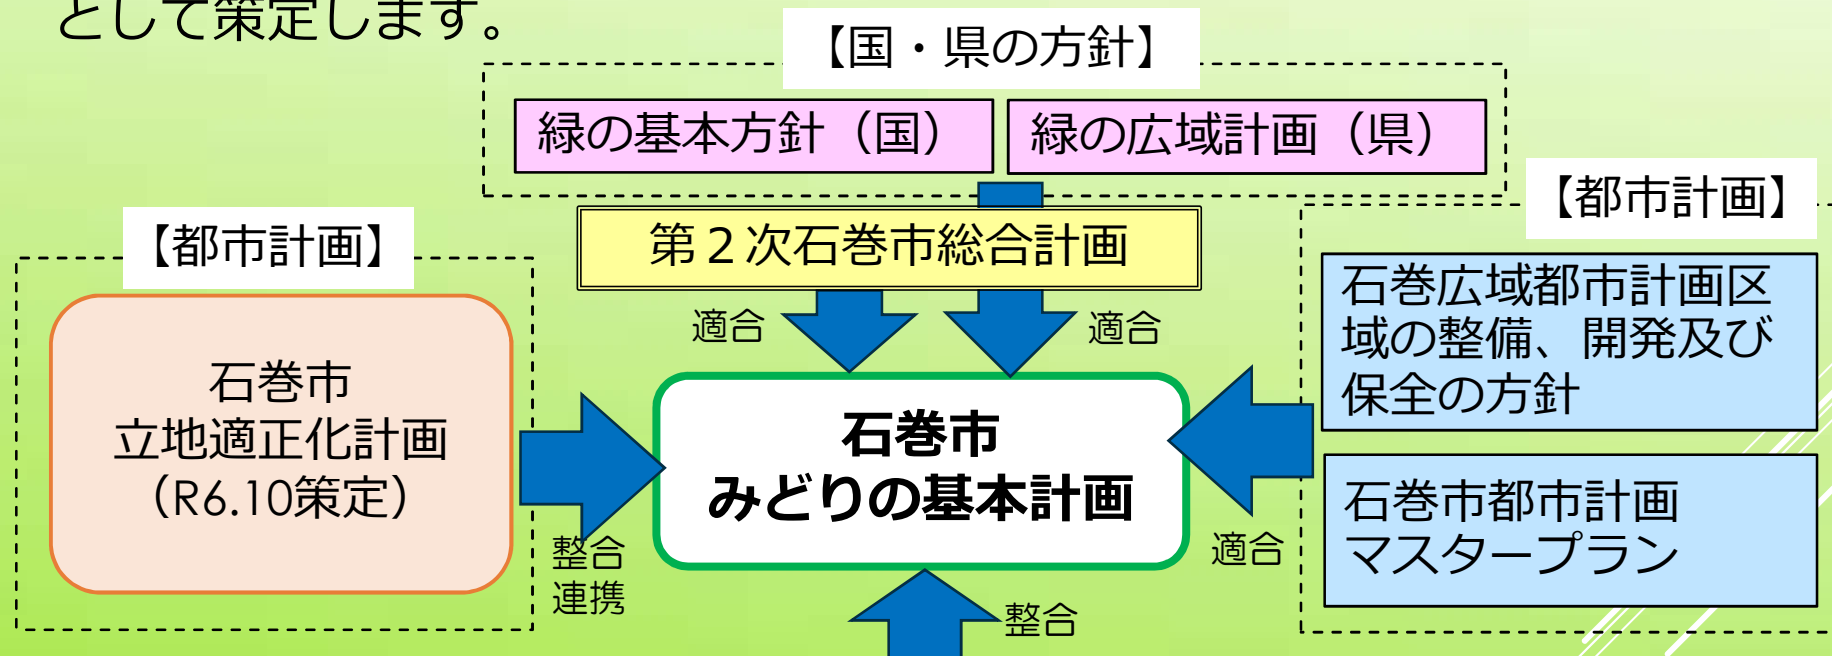 として策定します。
【国・県の方針】
緑の基本方針（国）
緑の広域計画（県）
第２次石巻市総合計画
適合
適合
【都市計画】
石巻市
立地適正化計画
（R6.10策定）
整合
連携
石巻市
みどりの基本計画
【都市計画】
石巻広域都市計画区
域の整備、開発及び
保全の方針
石巻市都市計画
マスタープラン
適合
整合